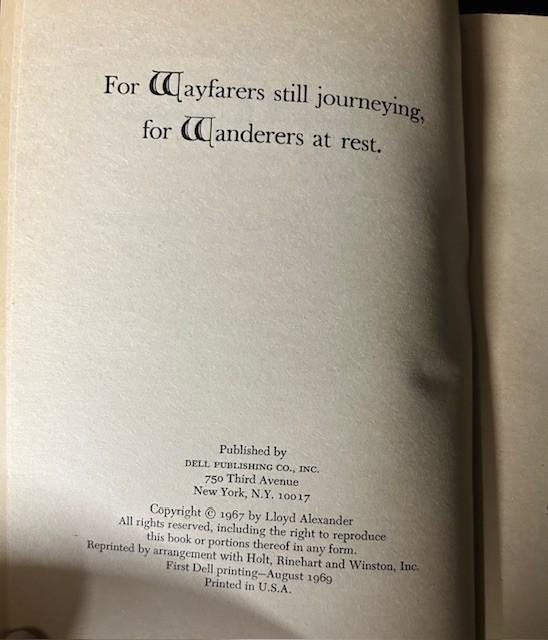 For Wayfarers still journeying,
for Wanderers at rest.
Published by
DELL PUBLISHING CO., INC.
750 Third Avenue
New York, N.Y. 10017
Copyright © 1967 by Lloyd Alexander
All rights reserved, including the right to reproduce
this book or portions thereof in any form.
Reprinted by arrangement with Holt, Rinehart and Winston, Inc.
First Dell printing—August 1969
Printed in U.S.A.